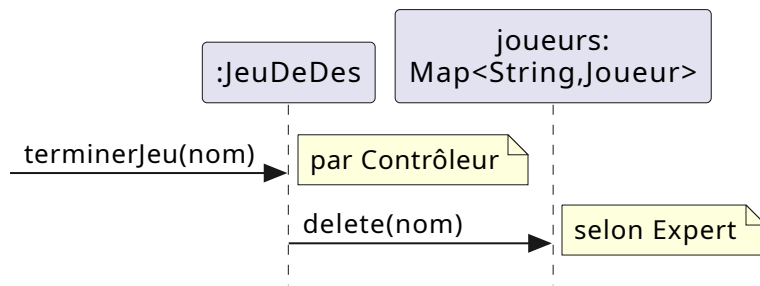 :JeuDeDes
joueurs:
Map<String,Joueur>
terminerJeu(nom)
par Contrôleur
delete(nom)
selon Expert